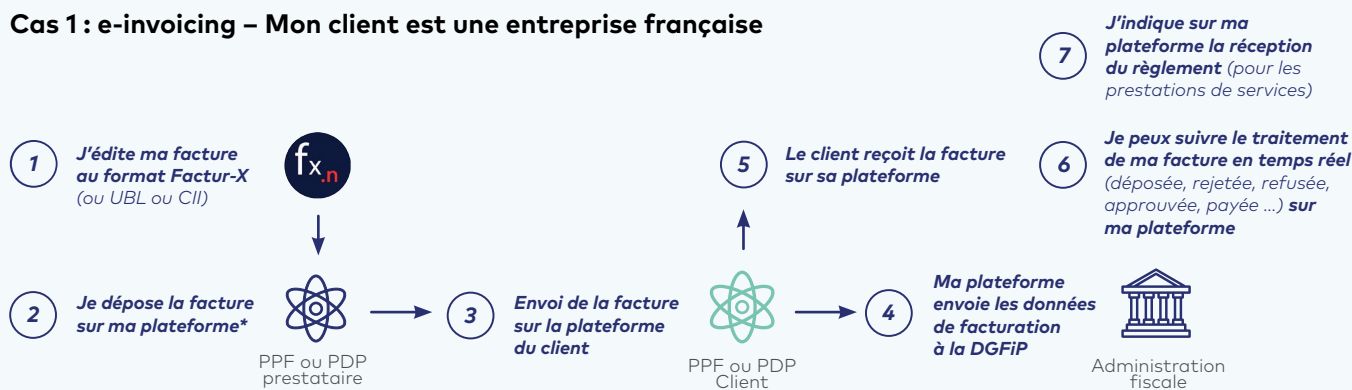 Cas 1 : e-invoicing – Mon client est une entreprise française
1
J’édite ma facture
au format Factur-X
(ou UBL ou CII)
fx.n
2
Je dépose la facture
sur ma plateforme*
PPF ou PDP
prestataire
3
Envoi de la facture
sur la plateforme
du client
PPF ou PDP
Client
4
Ma plateforme
envoie les données
de facturation
à la DGFiP
Administration
fiscale
5
Le client reçoit la facture
sur sa plateforme
6
Je peux suivre le traitement
de ma facture en temps réel
(déposée, rejetée, refusée,
approuvée, payée ...) sur
ma plateforme
7
J’indique sur ma
plateforme la réception
du règlement (pour les
prestations de services)